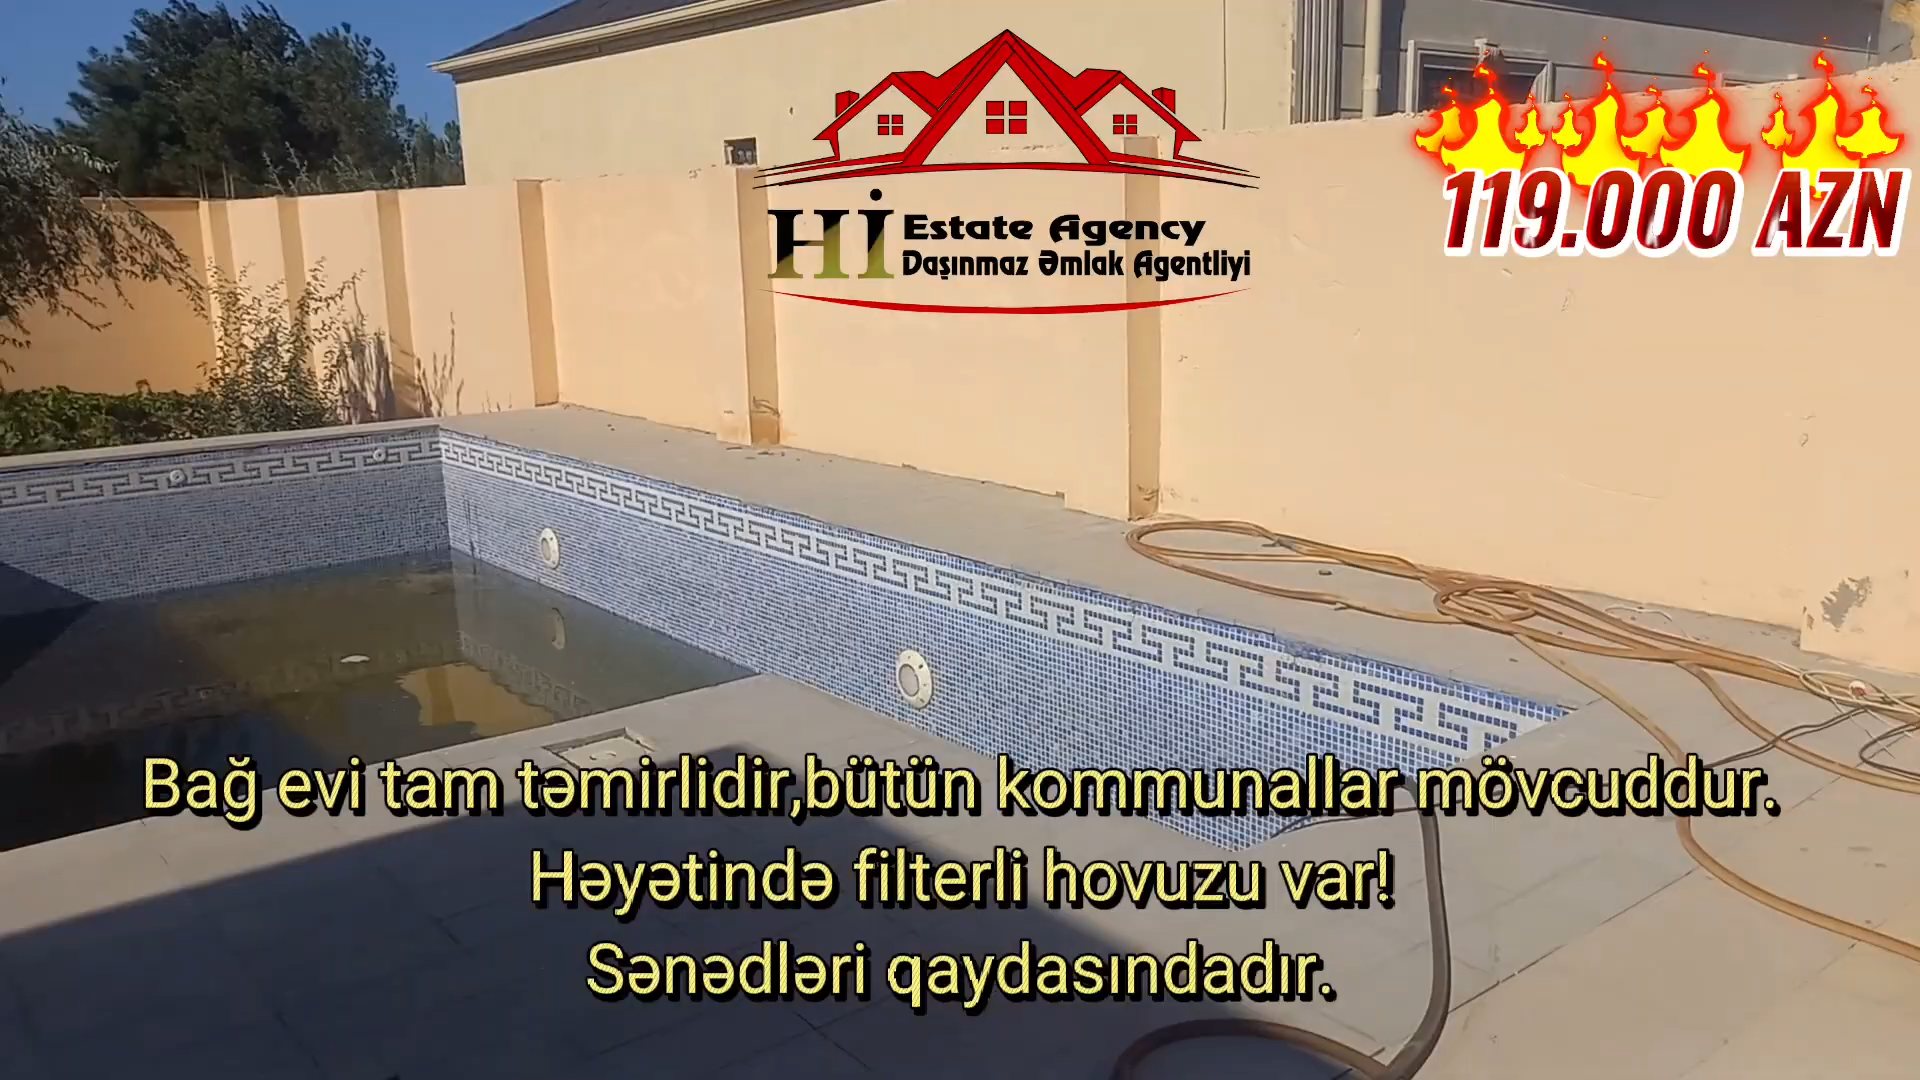 Hİ Estate Agency
Daşınmaz Əmlak Agentliyi
119.000 AZN
Bağ evi tam təmirlidir,bütün kommunallar mövcuddur.
Həyətində filterli hovuzu var!
Sənədləri qaydasındadır.